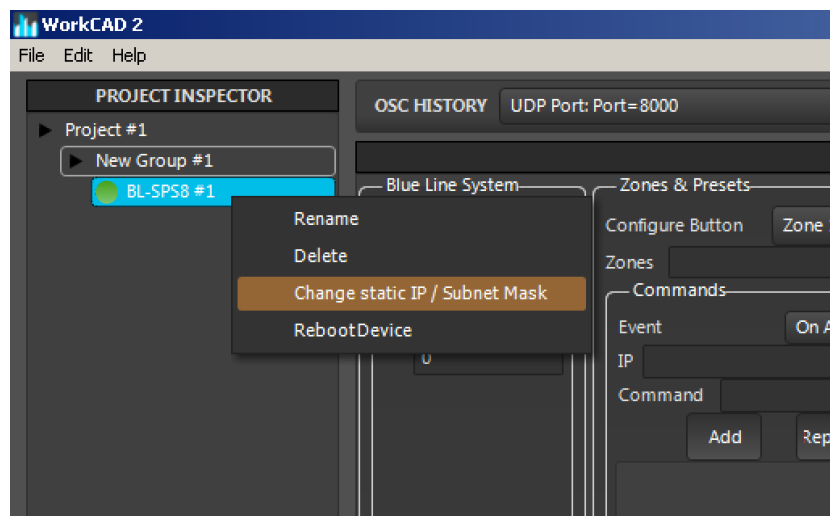 WorkCAD 2
File Edit Help
PROJECT INSPECTOR
OSC HISTORY UDP Port: Port=8000
Project #1
New Group #1
BL-SPS8 #1
Blue Line System
Zones & Presets
Rename
Configure Button Zone
Delete
Zones
Change static IP / Subnet Mask
Commands
RebootDevice
Event On A
0
IP
Command
Add Rep